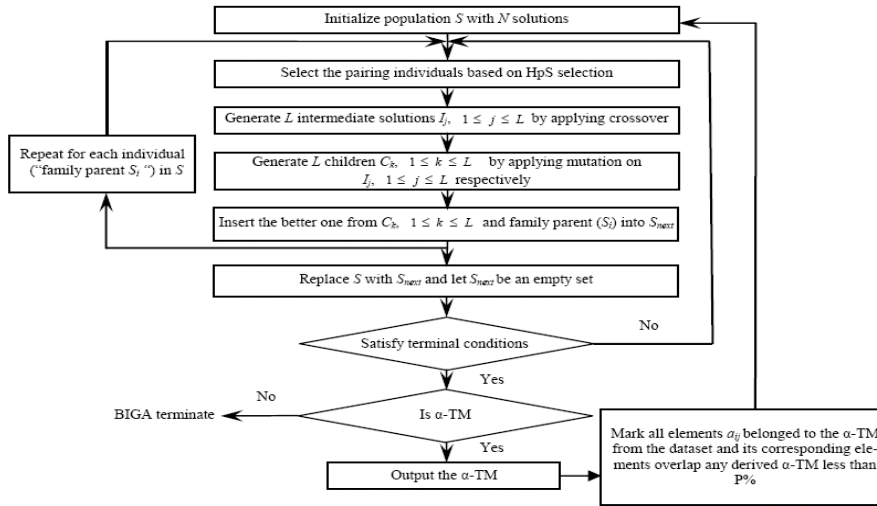 Initialize population S with N solutions
Select the pairing individuals based on HpS selection
Generate L intermediate solutions Ij, 1 ≤ j ≤ L by applying crossover
Repeat for each individual
(“family parent Si “) in S
Generate L children Ck, 1 ≤ k ≤ L by applying mutation on
Ij, 1 ≤ j ≤ L respectively
Insert the better one from Ck, 1 ≤ k ≤ L and family parent (Si) into Snext
Replace S with Snext and let Snext be an empty set
Satisfy terminal conditions
No
Yes
Is α-TM
No
BIGA terminate
Yes
Output the α-TM
Mark all elements aij belonged to the α-TM
from the dataset and its corresponding ele-
ments overlap any derived α-TM less than
P%